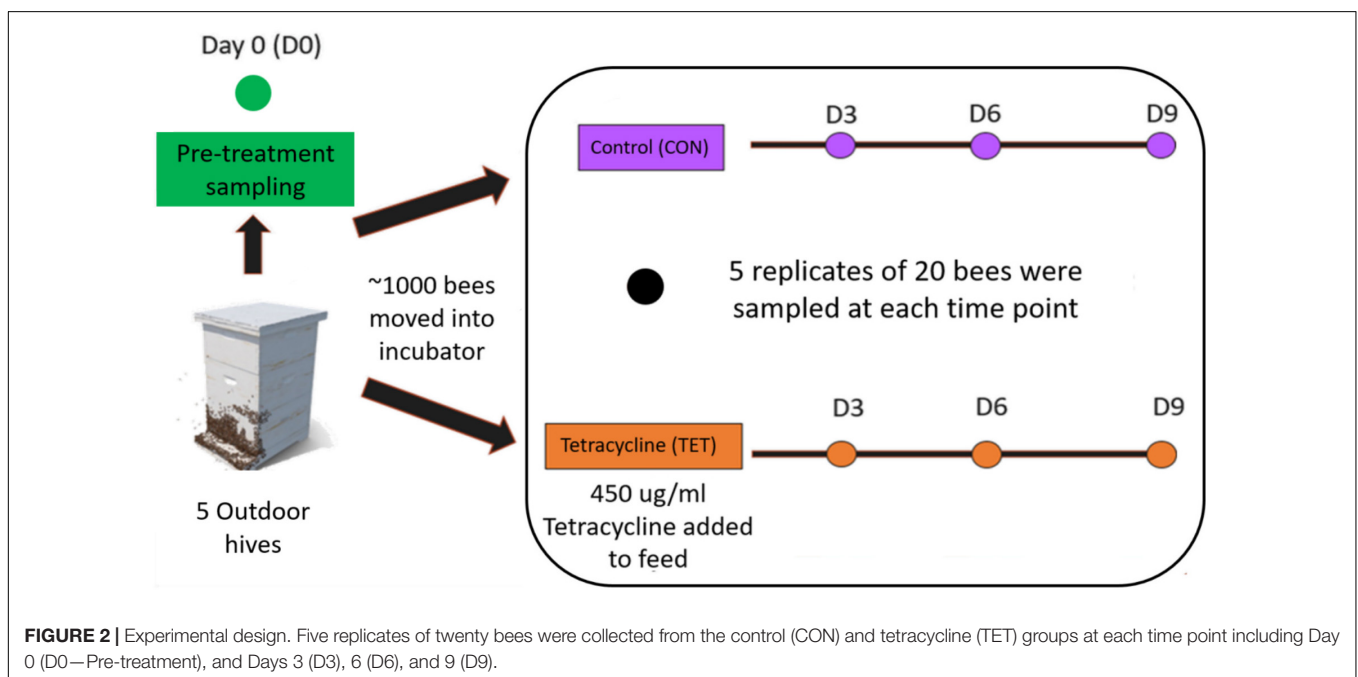 Day 0 (D0)
Pre-treatment
sampling
~1000 bees
moved into
incubator
5 Outdoor
hives
Control (CON)
D3
D6
D9
5 replicates of 20 bees were
sampled at each time point
Tetracycline (TET)
D3
D6
D9
450 ug/ml
Tetracycline added
to feed
FIGURE 2 | Experimental design. Five replicates of twenty bees were collected from the control (CON) and tetracycline (TET) groups at each time point including Day
0 (D0—Pre-treatment), and Days 3 (D3), 6 (D6), and 9 (D9).